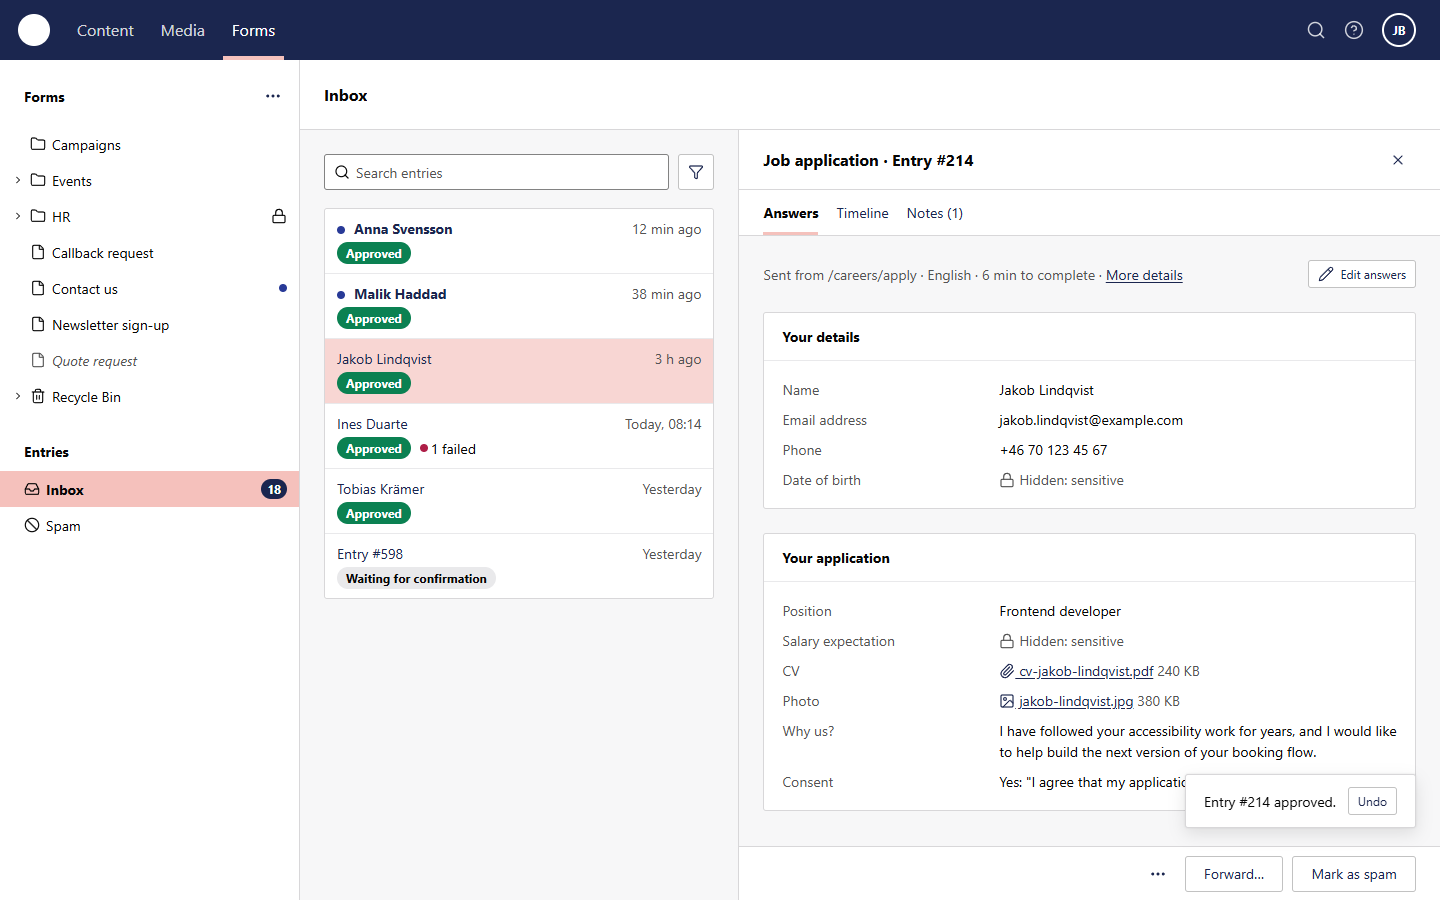 Content Media Forms JB
Forms
Campaigns
Events
HR
Callback request
Contact us
Newsletter sign-up
Quote request
Recycle Bin
Entries
Inbox 18
Spam
Inbox
Search entries
Anna Svensson 12 min ago
Approved
Malik Haddad 38 min ago
Approved
Jakob Lindqvist 3 h ago
Approved
Ines Duarte Today, 08:14
Approved 1 failed
Tobias Krämer Yesterday
Approved
Entry #598 Yesterday
Waiting for confirmation
Job application · Entry #214
Answers Timeline Notes (1)
Sent from /careers/apply · English · 6 min to complete · More details Edit answers
Your details
Name Jakob Lindqvist
Email address jakob.lindqvist@example.com
Phone +46 70 123 45 67
Date of birth Hidden: sensitive
Your application
Position Frontend developer
Salary expectation Hidden: sensitive
CV cv-jakob-lindqvist.pdf 240 KB
Photo jakob-lindqvist.jpg 380 KB
Why us? I have followed your accessibility work for years, and I would like
to help build the next version of your booking flow.
Consent Yes: "I agree that my applicatio
Entry #214 approved. Undo
Forward... Mark as spam